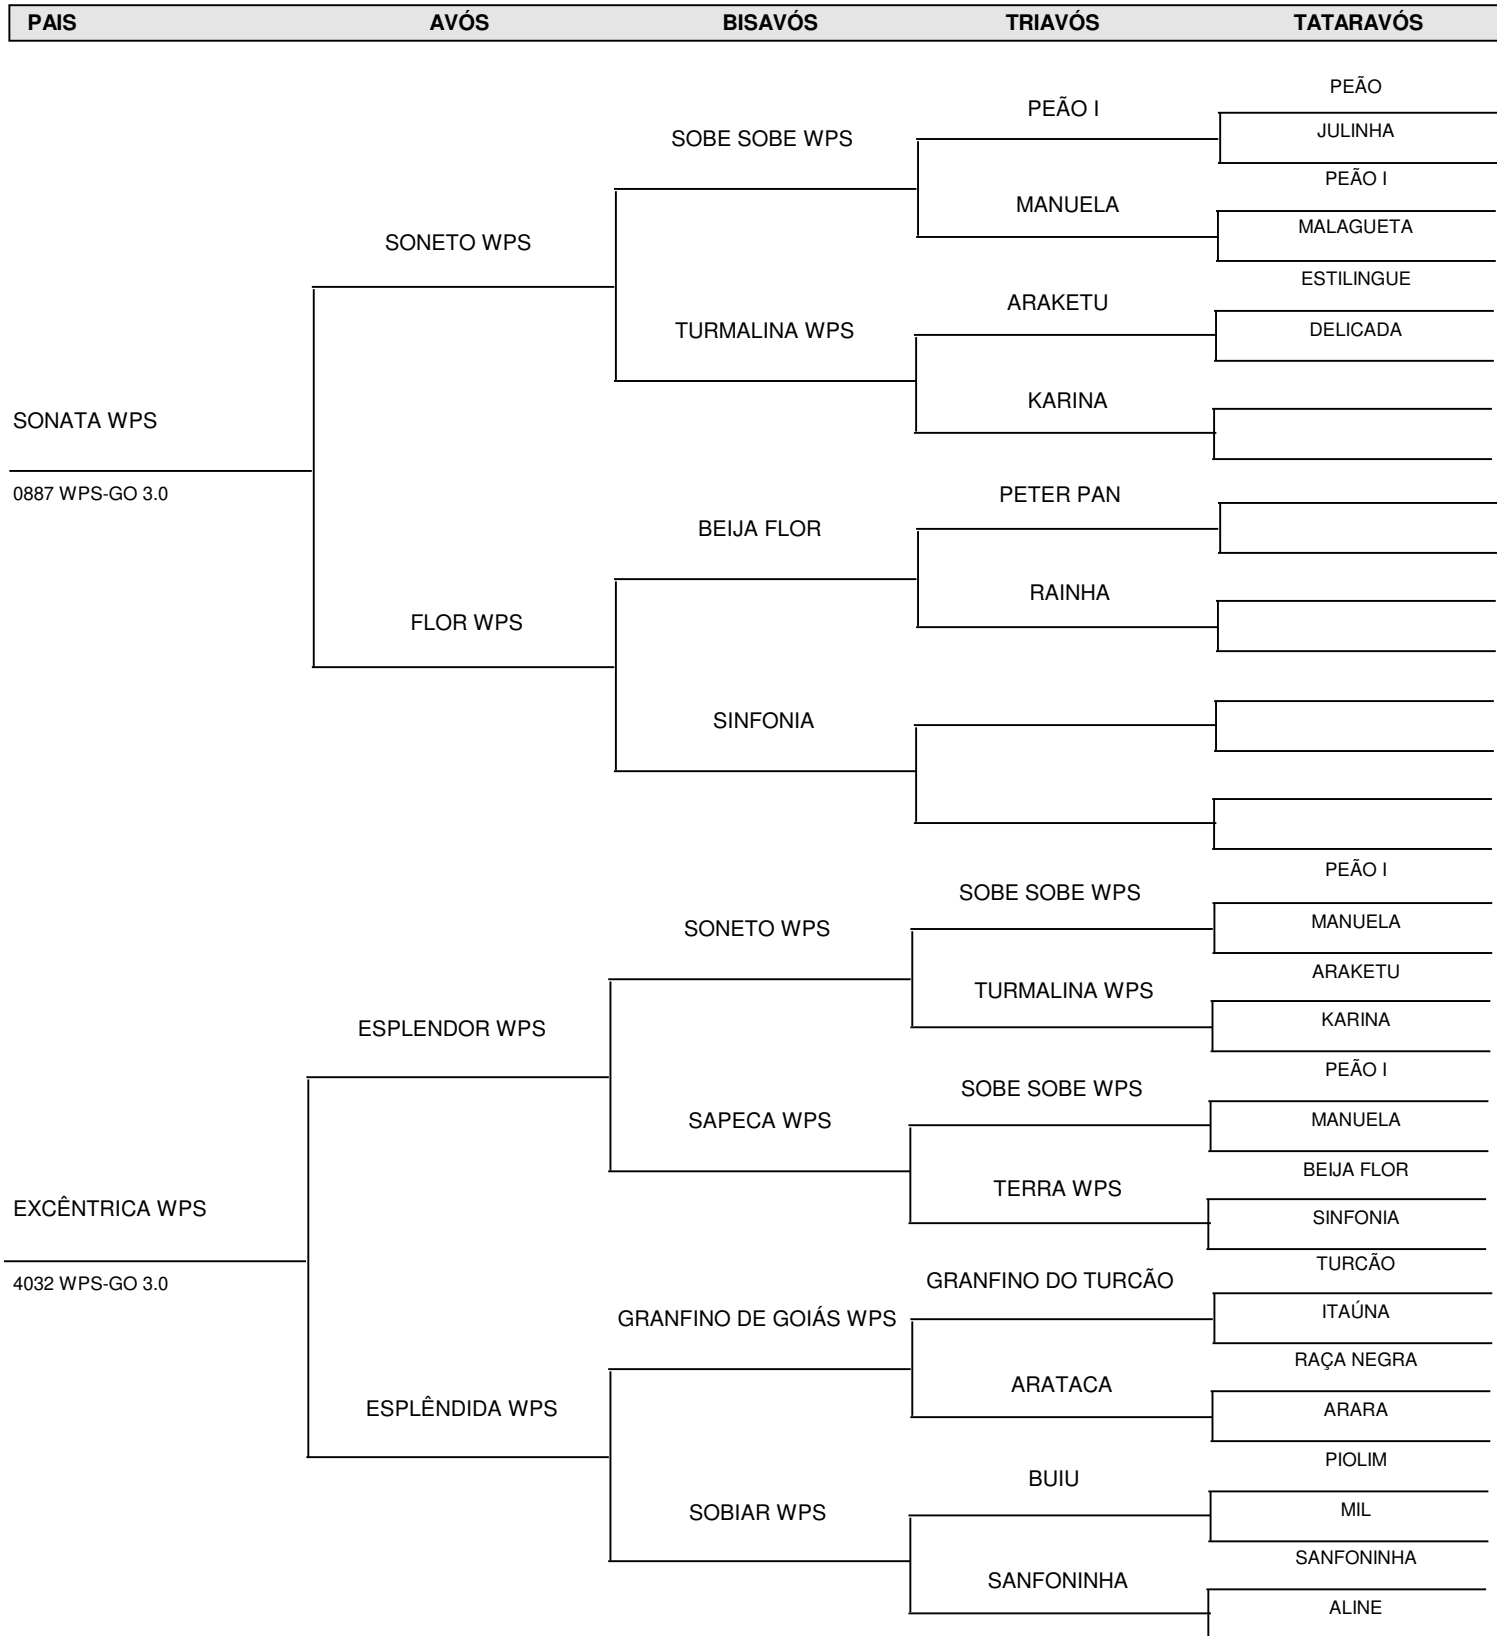 PAIS AVÓS BISAVÓS TRIAVÓS TATARAVÓS
PEÃO
PEÃO I
JULINHA
SOBE SOBE WPS
PEÃO I
MANUELA
MALAGUETA
SONETO WPS
ESTILINGUE
ARAKETU
TURMALINA WPS
DELICADA
KARINA
SONATA WPS
0887 WPS-GO 3.0
PETER PAN
BEIJA FLOR
RAINHA
FLOR WPS
SINFONIA
PEÃO I
SOBE SOBE WPS
MANUELA
SONETO WPS
ARAKETU
TURMALINA WPS
KARINA
ESPLENDOR WPS
PEÃO I
SOBE SOBE WPS
MANUELA
SAPECA WPS
BEIJA FLOR
TERRA WPS
EXCÊNTRICA WPS
SINFONIA
TURCÃO
4032 WPS-GO 3.0
GRANFINO DO TURCÃO
ITAÚNA
GRANFINO DE GOIÁS WPS
RAÇA NEGRA
ARATACA
ESPLÊNDIDA WPS
ARARA
PIOLIM
BUIU
MIL
SOBIAR WPS
SANFONINHA
SANFONINHA
ALINE